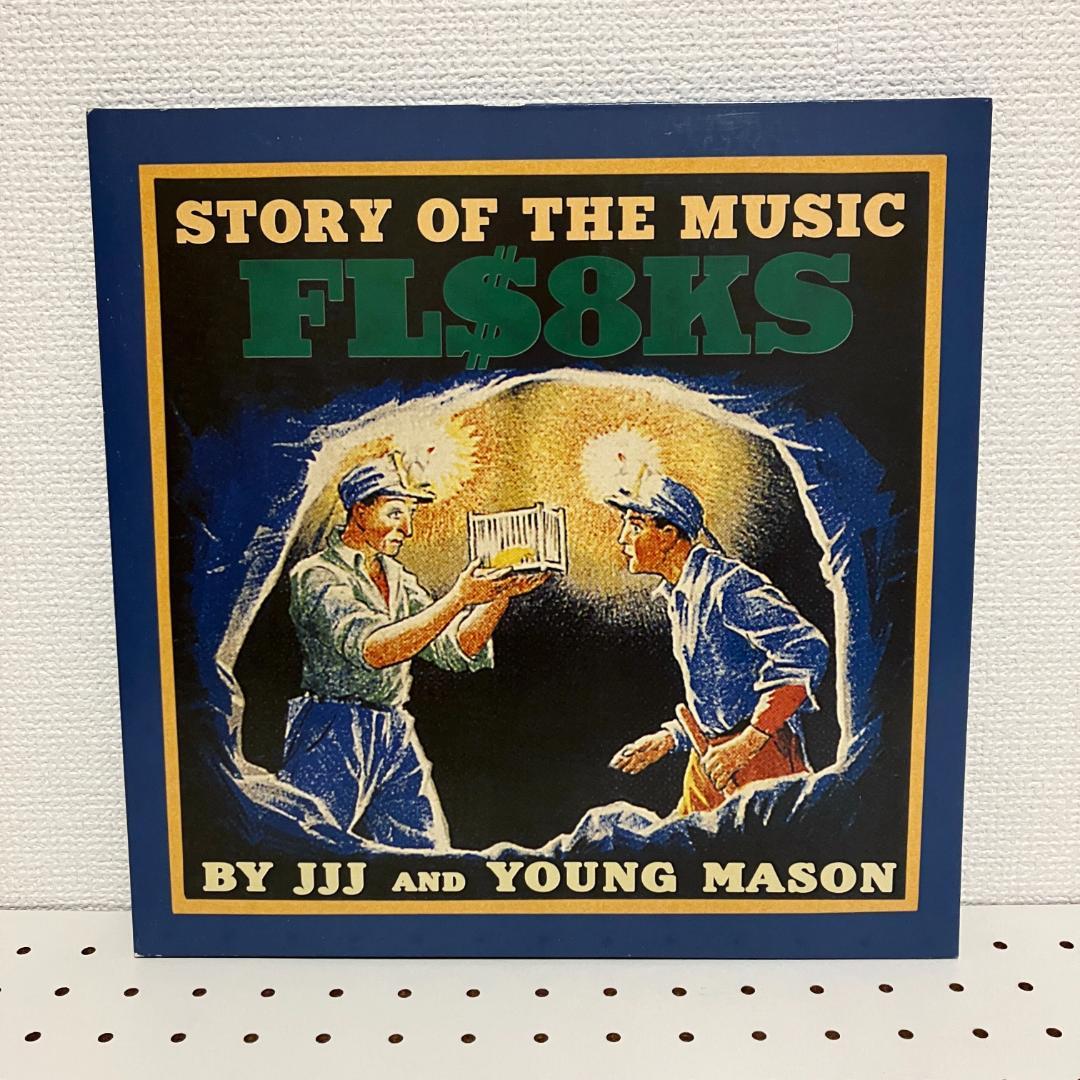 STORY OF THE MUSIC
FL$8KS
BY JJJ AND YOUNG MASON